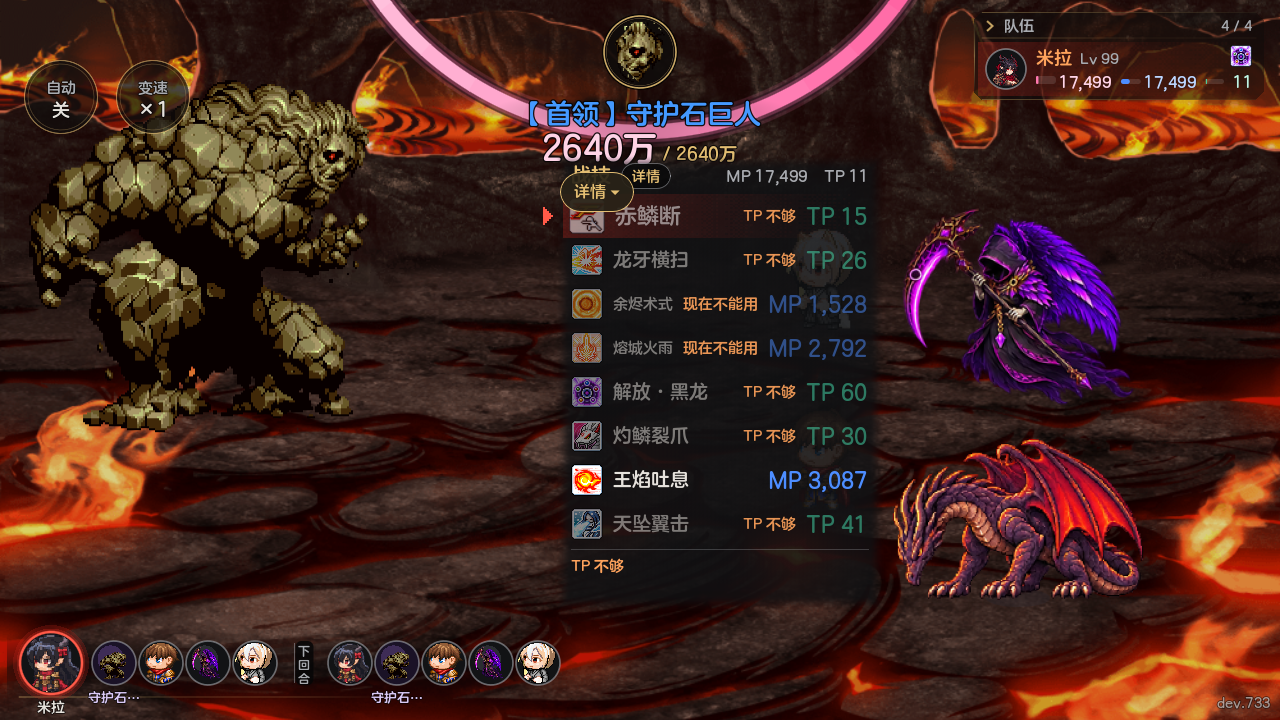 自动
关
变速
×1
【首领】守护石巨人
2640万 / 2640万
队伍 4 / 4
米拉 Lv 99
17,499 17,499 11
详情 MP 17,499 TP 11
详情
赤鳞断 TP 不够 TP 15
龙牙横扫 TP 不够 TP 26
余烬术式 现在不能用 MP 1,528
熔城火雨 现在不能用 MP 2,792
解放·黑龙 TP 不够 TP 60
灼鳞裂爪 TP 不够 TP 30
王焰吐息 MP 3,087
天坠翼击 TP 不够 TP 41
TP 不够
下回合
米拉
守护石…
守护石…
dev.733